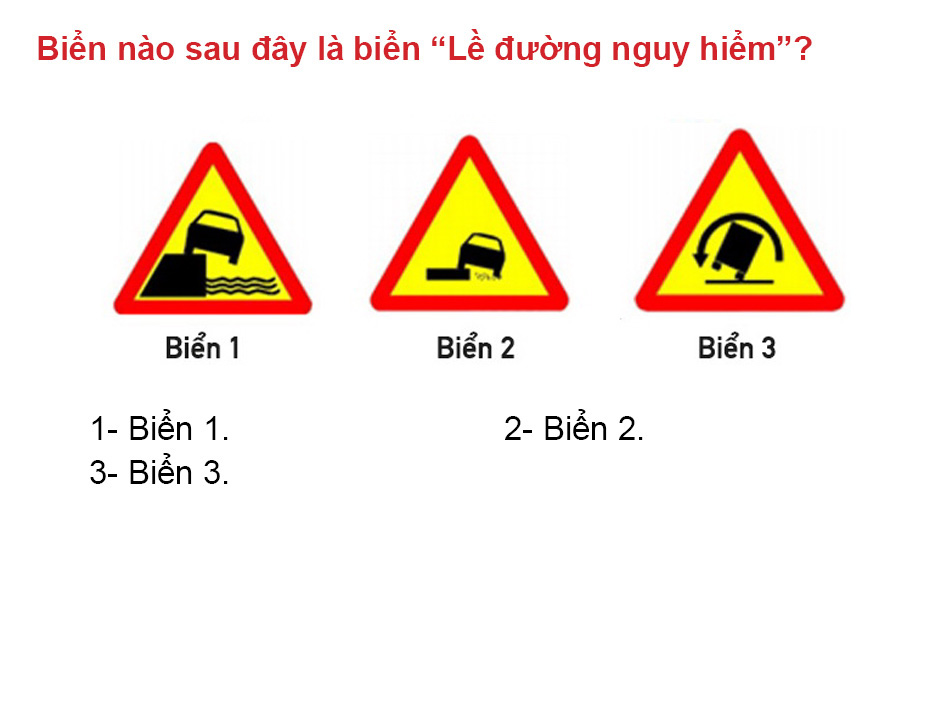 Biển nào sau đây là biển “Lề đường nguy hiểm”?
Biển 1 Biển 2 Biển 3
1- Biển 1. 2- Biển 2.
3- Biển 3.